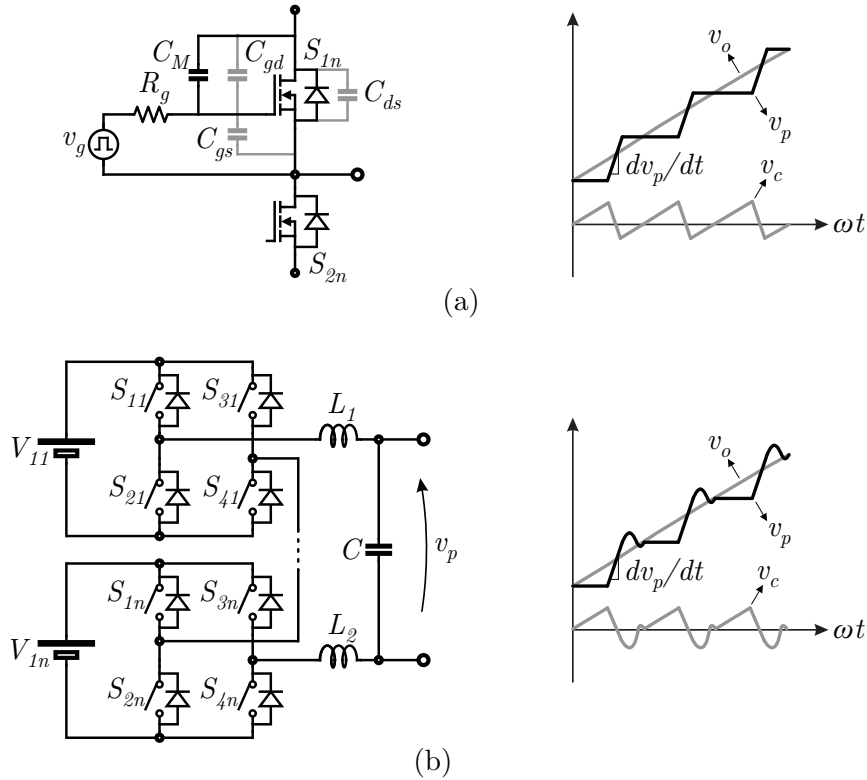 C_M
C_gd
S_1n
R_g
C_ds
v_g
C_gs
S_2n
v_o
v_p
dv_p/dt
v_c
ωt
(a)
S_11
S_31
L_1
V_11
S_21
S_41
C
v_p
S_1n
S_3n
V_1n
L_2
S_2n
S_4n
v_o
v_p
dv_p/dt
v_c
ωt
(b)